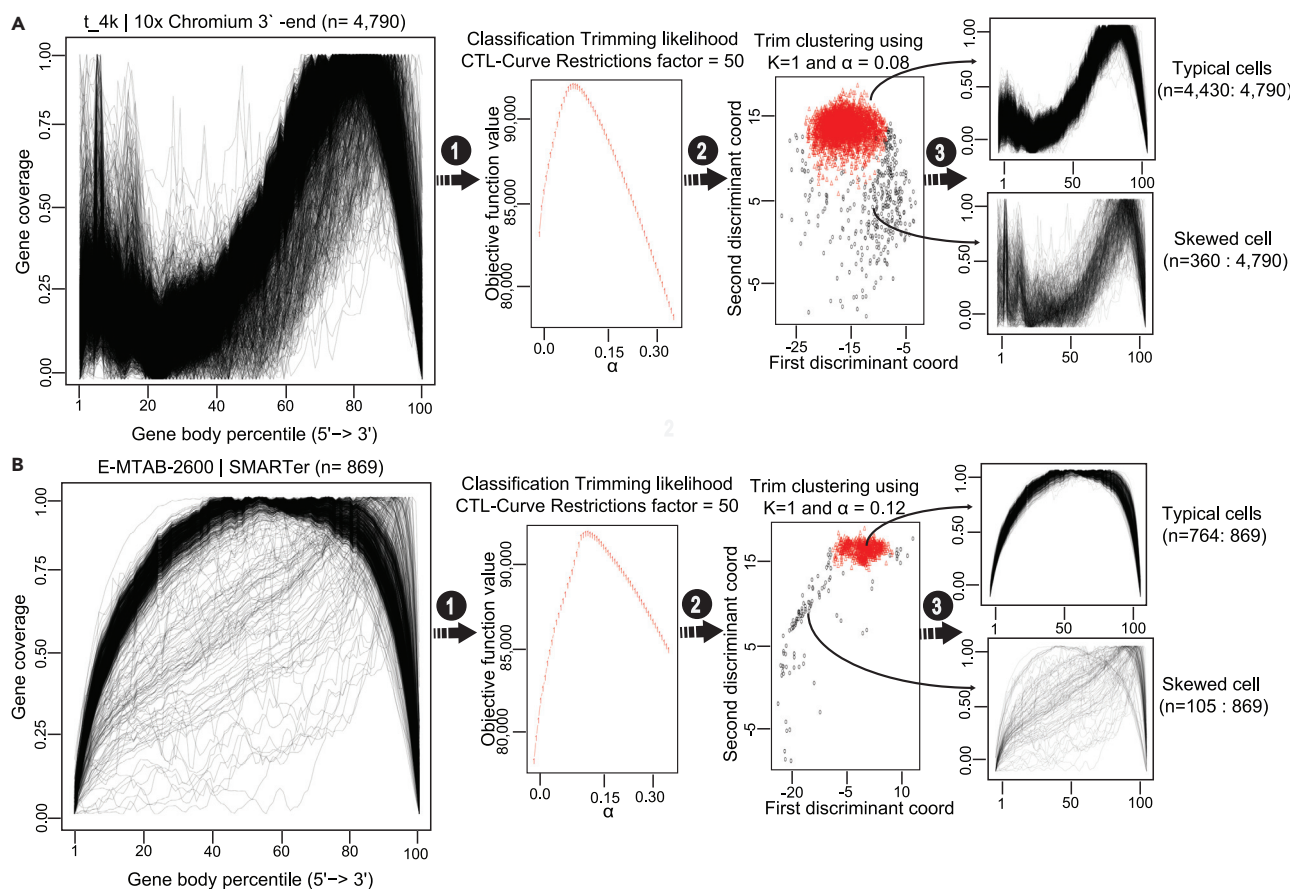 A
t_4k | 10x Chromium 3` -end (n= 4,790)
Gene coverage
1.00
0.75
0.50
0.25
0.00
1 20 40 60 80 100
Gene body percentile (5'–> 3')
1
Classification Trimming likelihood
CTL-Curve Restrictions factor = 50
Objective function value
90,000
85,000
80,000
0.0 0.15 0.30
α
2
Trim clustering using
K=1 and α = 0.08
Second discriminant coord
15
5
-5
-25 -15 -5
First discriminant coord
3
1.00
0.50
0.00
1 50 100
Typical cells
(n=4,430: 4,790)
1.00
0.50
0.00
1 50 100
Skewed cell
(n=360 : 4,790)
2
B
E-MTAB-2600 | SMARTer (n= 869)
Gene coverage
1.00
0.75
0.50
0.25
0.00
1 20 40 60 80 100
Gene body percentile (5'–> 3')
1
Classification Trimming likelihood
CTL-Curve Restrictions factor = 50
Objective function value
90,000
85,000
80,000
0.0 0.15 0.30
α
2
Trim clustering using
K=1 and α = 0.12
Second discriminant coord
15
5
-5
-20 -5 10
First discriminant coord
3
1.00
0.50
0.00
1 50 100
Typical cells
(n=764: 869)
1.00
0.50
0.00
1 50 100
Skewed cell
(n=105 : 869)